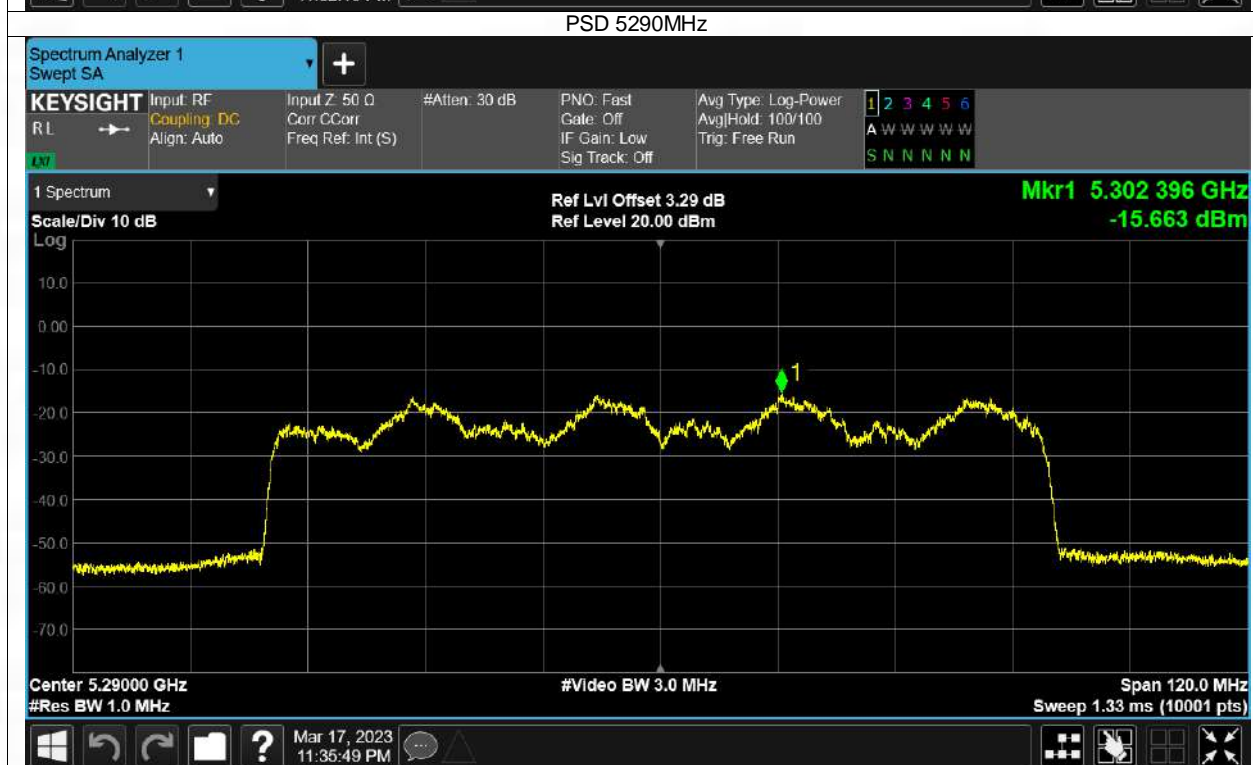 PSD 5290MHz
Spectrum Analyzer 1
Swept SA
+
KEYSIGHT
RL
LXI
Input: RF
Coupling: DC
Align: Auto
Input Z: 50 Ω
Corr CCorr
Freq Ref: Int (S)
#Atten: 30 dB
PNO: Fast
Gate: Off
IF Gain: Low
Sig Track: Off
Avg Type: Log-Power
Avg|Hold: 100/100
Trig: Free Run
1 2 3 4 5 6
A W W W W W
S N N N N N
1 Spectrum
Scale/Div 10 dB
Ref Lvl Offset 3.29 dB
Ref Level 20.00 dBm
Mkr1 5.302 396 GHz
-15.663 dBm
Log
10.0
0.00
-10.0
1
-20.0
-30.0
-40.0
-50.0
-60.0
-70.0
Center 5.29000 GHz
#Video BW 3.0 MHz
Span 120.0 MHz
#Res BW 1.0 MHz
Sweep 1.33 ms (10001 pts)
?
Mar 17, 2023
11:35:49 PM